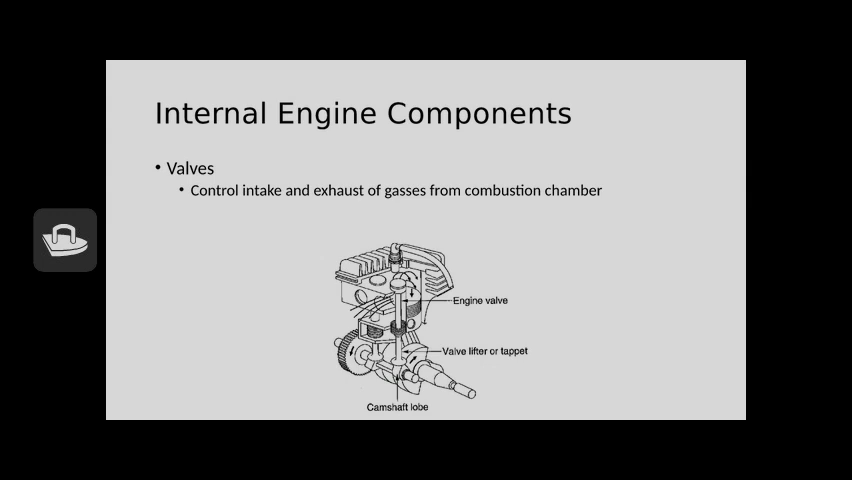 Internal Engine Components
• Valves
• Control intake and exhaust of gasses from combustion chamber
Engine valve
Valve lifter or tappet
Camshaft lobe